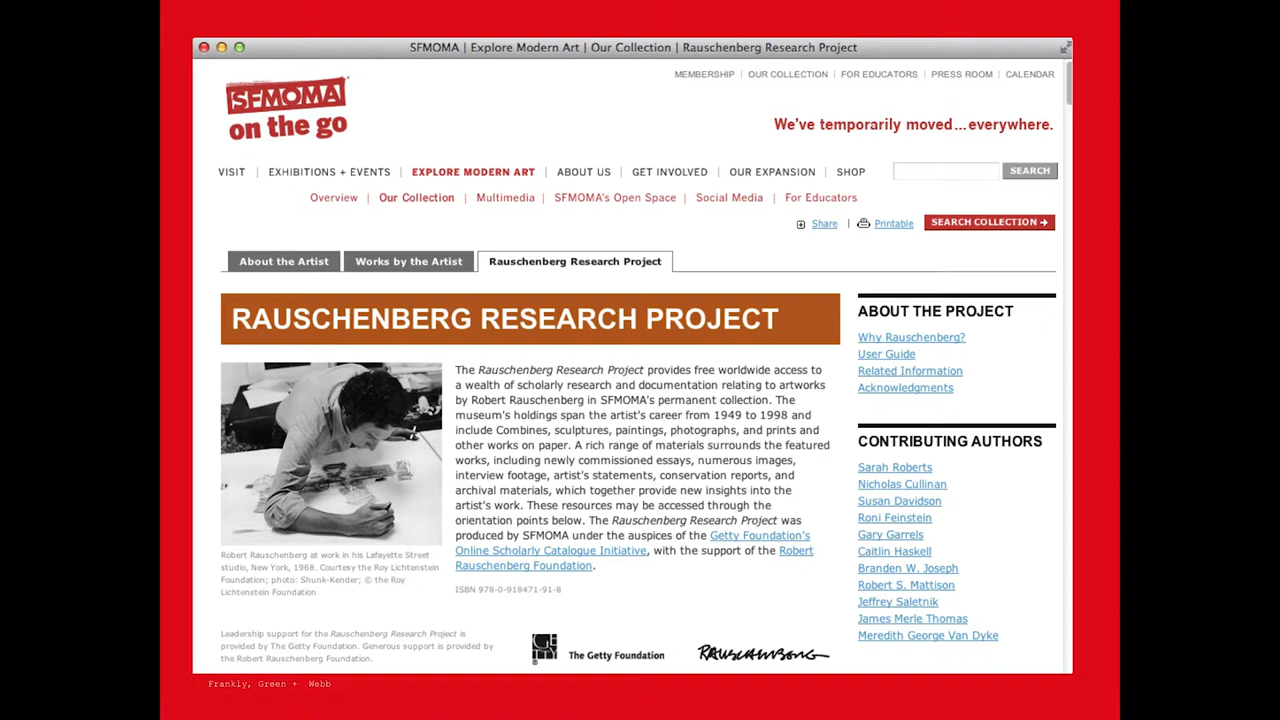 SFMOMA | Explore Modern Art | Our Collection | Rauschenberg Research Project
SFMOMA
on the go
MEMBERSHIP | OUR COLLECTION | FOR EDUCATORS | PRESS ROOM | CALENDAR
We've temporarily moved...everywhere.
VISIT | EXHIBITIONS + EVENTS | EXPLORE MODERN ART | ABOUT US | GET INVOLVED | OUR EXPANSION | SHOP
SEARCH
Overview | Our Collection | Multimedia | SFMOMA's Open Space | Social Media | For Educators
Share | Printable
SEARCH COLLECTION →
About the Artist
Works by the Artist
Rauschenberg Research Project
RAUSCHENBERG RESEARCH PROJECT
The Rauschenberg Research Project provides free worldwide access to
a wealth of scholarly research and documentation relating to artworks
by Robert Rauschenberg in SFMOMA's permanent collection. The
museum's holdings span the artist's career from 1949 to 1998 and
include Combines, sculptures, paintings, photographs, and prints and
other works on paper. A rich range of materials surrounds the featured
works, including newly commissioned essays, numerous images,
interview footage, artist's statements, conservation reports, and
archival materials, which together provide new insights into the
artist's work. These resources may be accessed through the
orientation points below. The Rauschenberg Research Project was
produced by SFMOMA under the auspices of the Getty Foundation's
Online Scholarly Catalogue Initiative, with the support of the Robert
Rauschenberg Foundation.
ISBN 978-0-918471-91-8
Robert Rauschenberg at work in his Lafayette Street
studio, New York, 1968. Courtesy the Roy Lichtenstein
Foundation; photo: Shunk-Kender; © the Roy
Lichtenstein Foundation
Leadership support for the Rauschenberg Research Project is
provided by The Getty Foundation. Generous support is provided by
the Robert Rauschenberg Foundation.
The Getty Foundation
RAUSCHENBERG
ABOUT THE PROJECT
Why Rauschenberg?
User Guide
Related Information
Acknowledgments
CONTRIBUTING AUTHORS
Sarah Roberts
Nicholas Cullinan
Susan Davidson
Roni Feinstein
Gary Garrels
Caitlin Haskell
Branden W. Joseph
Robert S. Mattison
Jeffrey Saletnik
James Merle Thomas
Meredith George Van Dyke
Frankly, Green + Webb